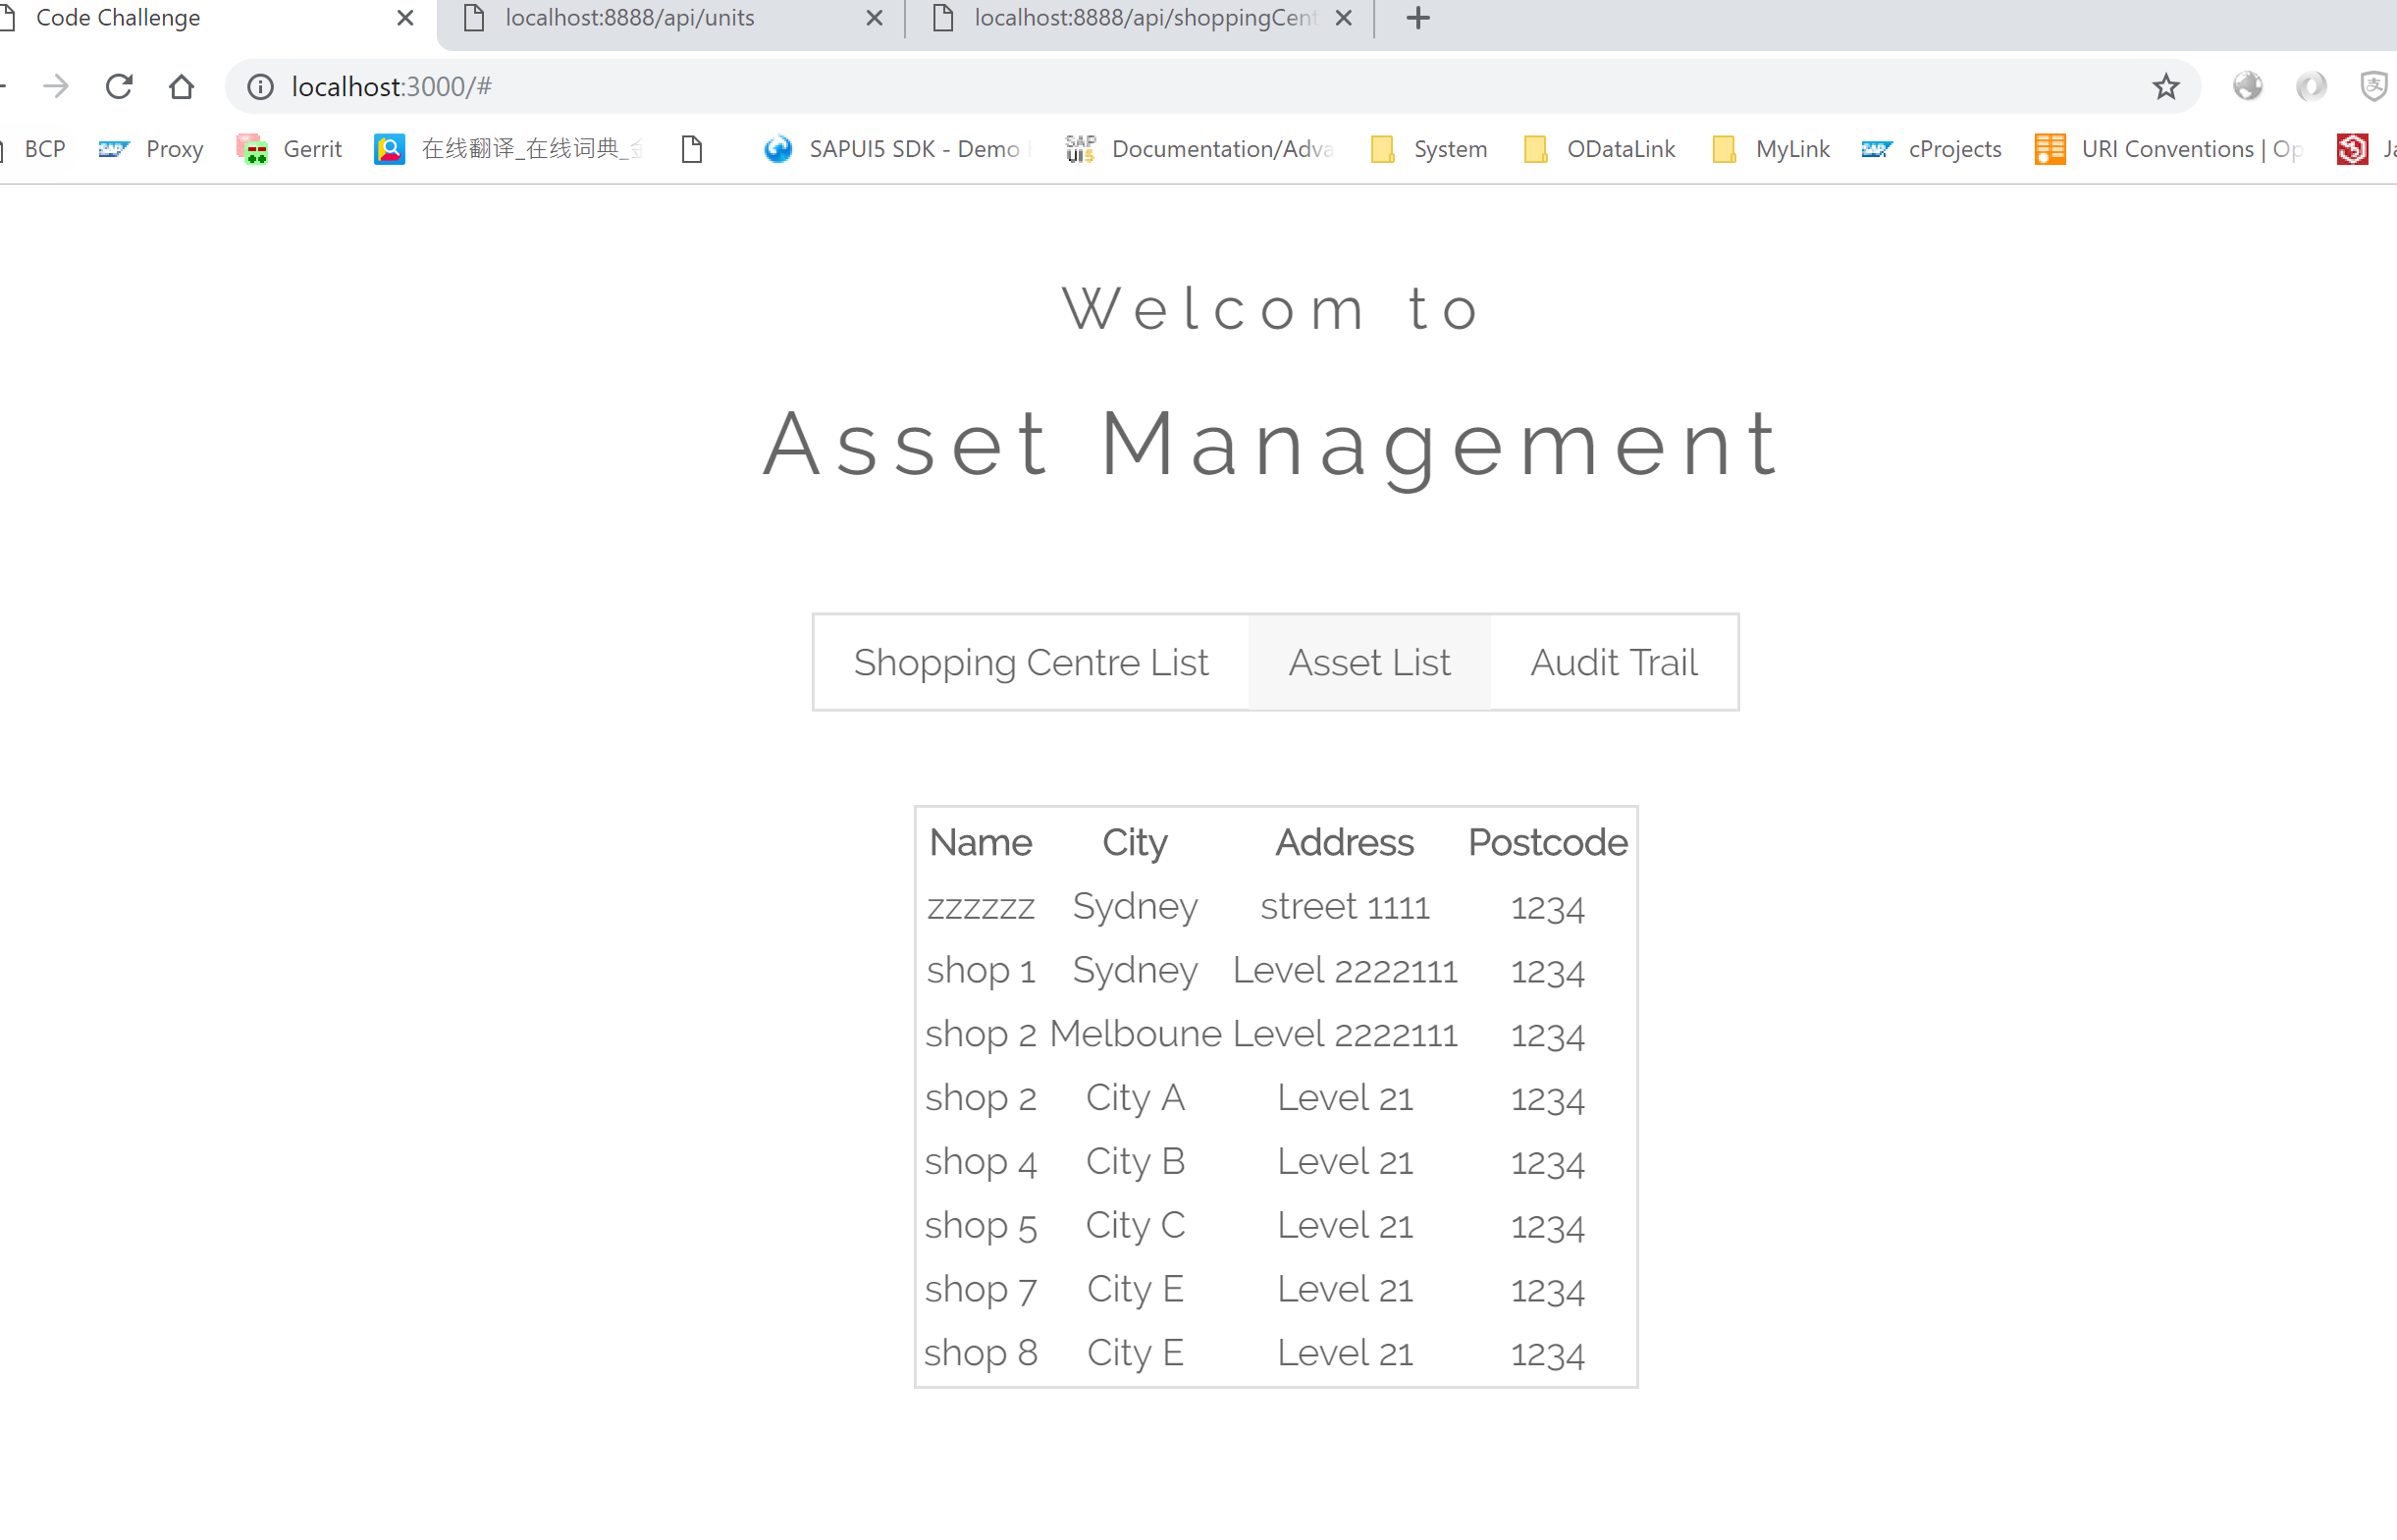 Code Challenge localhost:8888/api/units localhost:8888/api/shoppingCent
localhost:3000/#
BCP Proxy Gerrit 在线翻译_在线词典_ SAPUI5 SDK - Demo Documentation/Adva System ODataLink MyLink cProjects URI Conventions | Op Ja
Welcom to
Asset Management
Shopping Centre List Asset List Audit Trail
Name City Address Postcode
zzzzzz Sydney street 1111 1234
shop 1 Sydney Level 2222111 1234
shop 2 Melboune Level 2222111 1234
shop 2 City A Level 21 1234
shop 4 City B Level 21 1234
shop 5 City C Level 21 1234
shop 7 City E Level 21 1234
shop 8 City E Level 21 1234